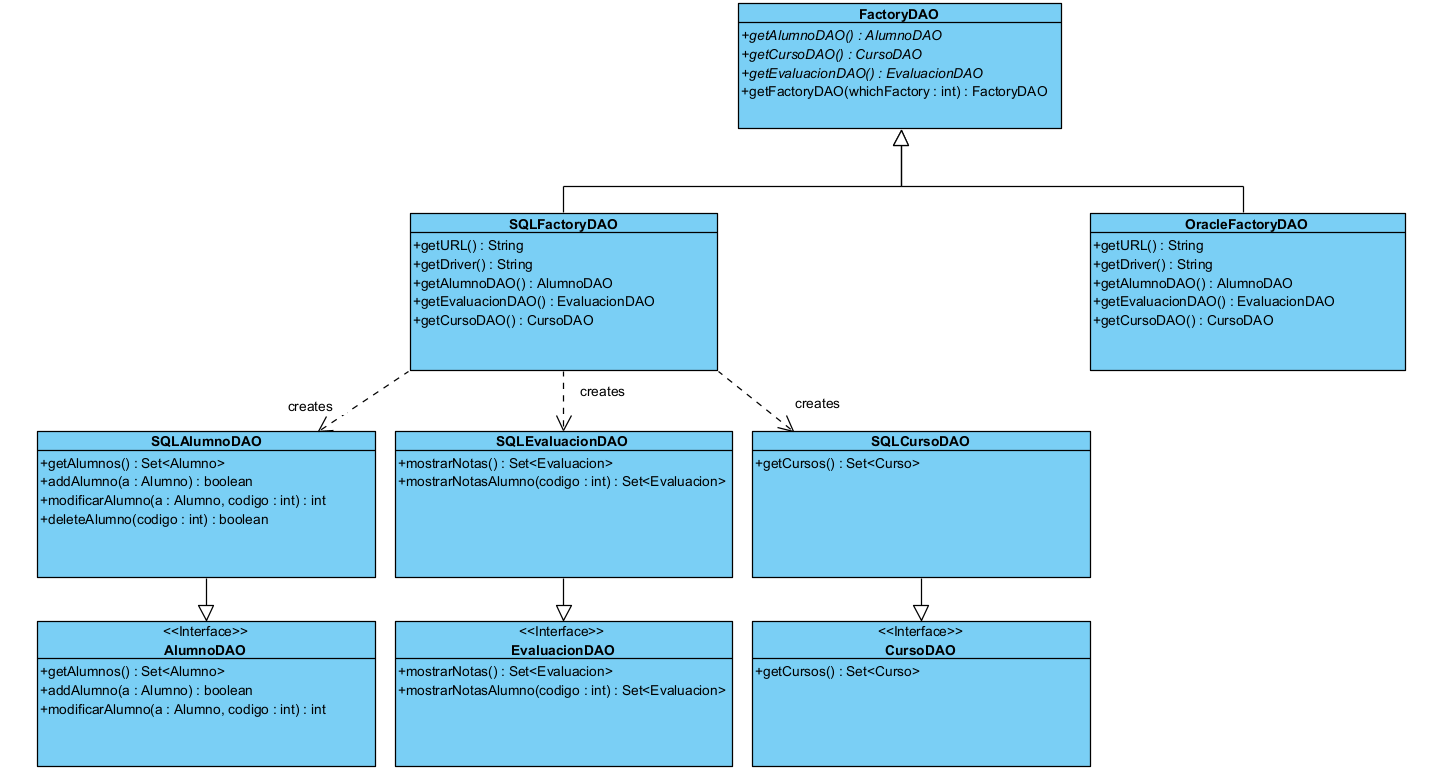 FactoryDAO
+getAlumnoDAO() : AlumnoDAO
+getCursoDAO() : CursoDAO
+getEvaluacionDAO() : EvaluacionDAO
+getFactoryDAO(whichFactory : int) : FactoryDAO
SQLFactoryDAO
+getURL() : String
+getDriver() : String
+getAlumnoDAO() : AlumnoDAO
+getEvaluacionDAO() : EvaluacionDAO
+getCursoDAO() : CursoDAO
OracleFactoryDAO
+getURL() : String
+getDriver() : String
+getAlumnoDAO() : AlumnoDAO
+getEvaluacionDAO() : EvaluacionDAO
+getCursoDAO() : CursoDAO
creates
creates
creates
SQLAlumnoDAO
+getAlumnos() : Set<Alumno>
+addAlumno(a : Alumno) : boolean
+modificarAlumno(a : Alumno, codigo : int) : int
+deleteAlumno(codigo : int) : boolean
SQLEvaluacionDAO
+mostrarNotas() : Set<Evaluacion>
+mostrarNotasAlumno(codigo : int) : Set<Evaluacion>
SQLCursoDAO
+getCursos() : Set<Curso>
<<Interface>>
AlumnoDAO
+getAlumnos() : Set<Alumno>
+addAlumno(a : Alumno) : boolean
+modificarAlumno(a : Alumno, codigo : int) : int
<<Interface>>
EvaluacionDAO
+mostrarNotas() : Set<Evaluacion>
+mostrarNotasAlumno(codigo : int) : Set<Evaluacion>
<<Interface>>
CursoDAO
+getCursos() : Set<Curso>